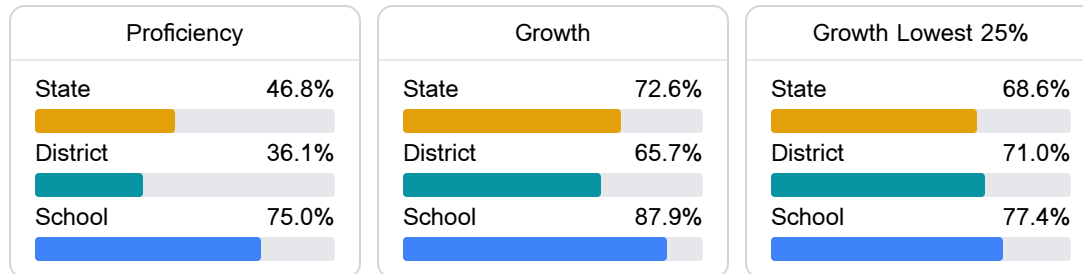 Proficiency
State 46.8%
District 36.1%
School 75.0%
Growth
State 72.6%
District 65.7%
School 87.9%
Growth Lowest 25%
State 68.6%
District 71.0%
School 77.4%